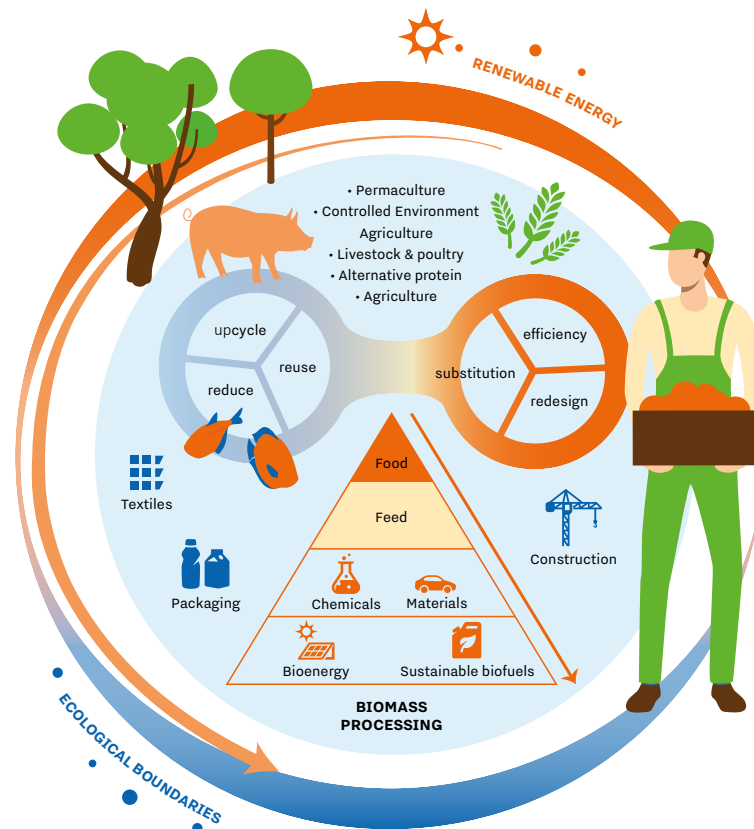 RENEWABLE ENERGY
• Permaculture
• Controlled Environment
Agriculture
• Livestock & poultry
• Alternative protein
• Agriculture
upcycle
reuse
reduce
efficiency
substitution
redesign
Food
Feed
Textiles
Construction
Packaging
Chemicals
Materials
Bioenergy
Sustainable biofuels
BIOMASS
PROCESSING
ECOLOGICAL BOUNDARIES